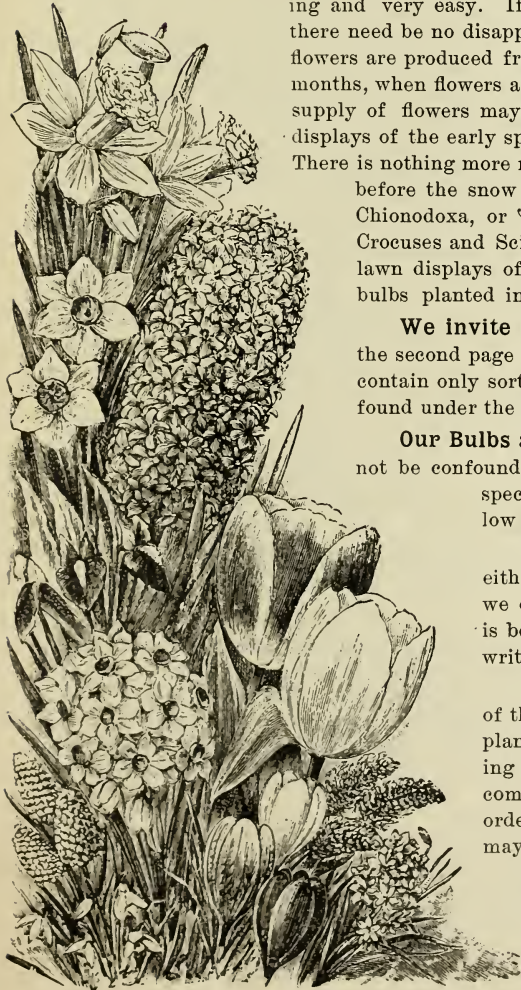 ing and very easy. If
there need be no disapp
flowers are produced fr
months, when flowers a
supply of flowers may
displays of the early sp
There is nothing more
before the snow
Chionodoxa, or
Crocuses and Sci
lawn displays of
bulbs planted in
We invite
the second page
contain only sort
found under the
Our Bulbs a
not be confound
spec
low
eith
we
is be
writ
of th
plan
ing
com
orde
may